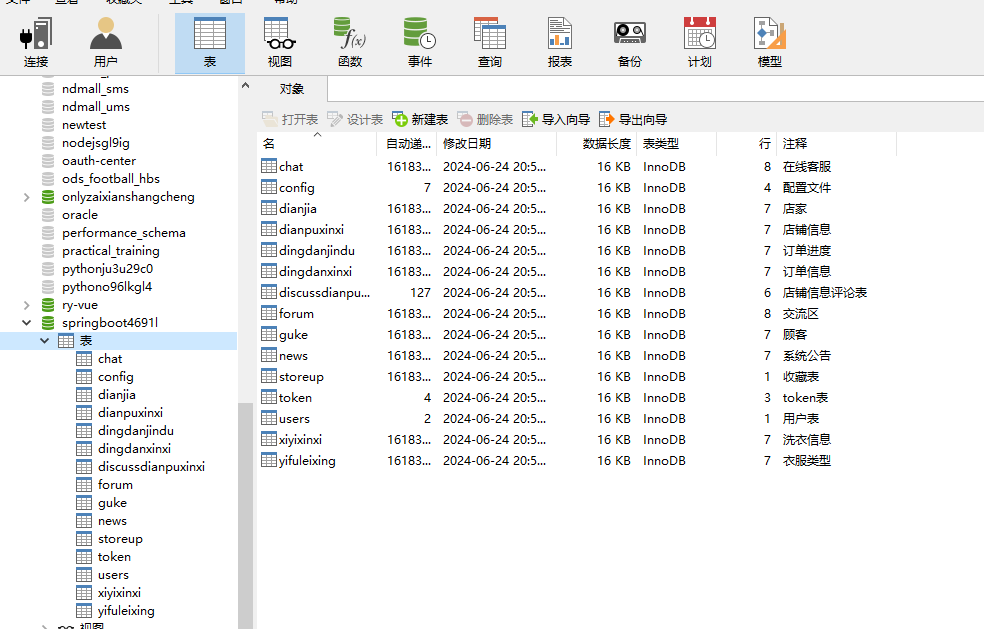 文件 查看 收藏夹 工具 窗口 帮助
连接 用户 表 视图 函数 事件 查询 报表 备份 计划 模型
f(x)
ndmall_sms
ndmall_ums
newtest
nodejsgl9ig
oauth-center
ods_football_hbs
onlyzaixianshangcheng
oracle
performance_schema
practical_training
pythonju3u29c0
pythono96lkgl4
ry-vue
springboot4691l
表
chat
config
dianjia
dianpuxinxi
dingdanjindu
dingdanxinxi
discussdianpuxinxi
forum
guke
news
storeup
token
users
xiyixinxi
yifuleixing
视图
对象
打开表 设计表 新建表 删除表 导入向导 导出向导
名 自动递... 修改日期 数据长度 表类型 行 注释
chat 16183... 2024-06-24 20:5... 16 KB InnoDB 8 在线客服
config 7 2024-06-24 20:5... 16 KB InnoDB 4 配置文件
dianjia 16183... 2024-06-24 20:5... 16 KB InnoDB 7 店家
dianpuxinxi 16183... 2024-06-24 20:5... 16 KB InnoDB 7 店铺信息
dingdanjindu 16183... 2024-06-24 20:5... 16 KB InnoDB 7 订单进度
dingdanxinxi 16183... 2024-06-24 20:5... 16 KB InnoDB 7 订单信息
discussdianpu... 127 2024-06-24 20:5... 16 KB InnoDB 6 店铺信息评论表
forum 16183... 2024-06-24 20:5... 16 KB InnoDB 8 交流区
guke 16183... 2024-06-24 20:5... 16 KB InnoDB 7 顾客
news 16183... 2024-06-24 20:5... 16 KB InnoDB 7 系统公告
storeup 16183... 2024-06-24 20:5... 16 KB InnoDB 1 收藏表
token 4 2024-06-24 20:5... 16 KB InnoDB 3 token表
users 2 2024-06-24 20:5... 16 KB InnoDB 1 用户表
xiyixinxi 16183... 2024-06-24 20:5... 16 KB InnoDB 7 洗衣信息
yifuleixing 16183... 2024-06-24 20:5... 16 KB InnoDB 7 衣服类型